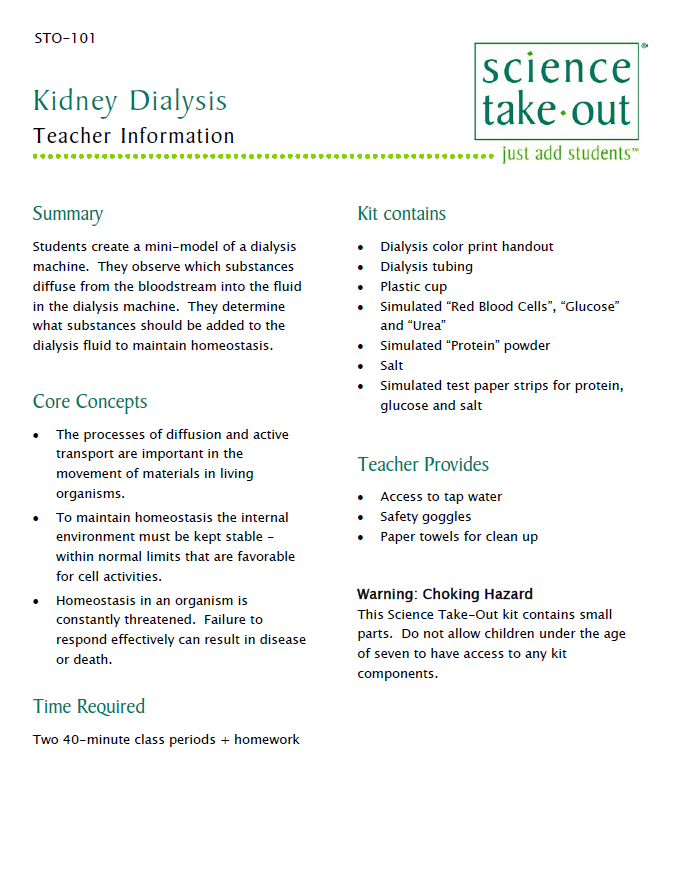 STO-101
science
take·out
just add students™
®
Kidney Dialysis
Teacher Information
Summary
Students create a mini-model of a dialysis
machine.  They observe which substances
diffuse from the bloodstream into the fluid
in the dialysis machine.  They determine
what substances should be added to the
dialysis fluid to maintain homeostasis.
Core Concepts
• The processes of diffusion and active
transport are important in the
movement of materials in living
organisms.
• To maintain homeostasis the internal
environment must be kept stable –
within normal limits that are favorable
for cell activities.
• Homeostasis in an organism is
constantly threatened.  Failure to
respond effectively can result in disease
or death.
Time Required
Two 40-minute class periods + homework
Kit contains
• Dialysis color print handout
• Dialysis tubing
• Plastic cup
• Simulated “Red Blood Cells”, “Glucose”
and “Urea”
• Simulated “Protein” powder
• Salt
• Simulated test paper strips for protein,
glucose and salt
Teacher Provides
• Access to tap water
• Safety goggles
• Paper towels for clean up
Warning: Choking Hazard
This Science Take-Out kit contains small
parts.  Do not allow children under the age
of seven to have access to any kit
components.